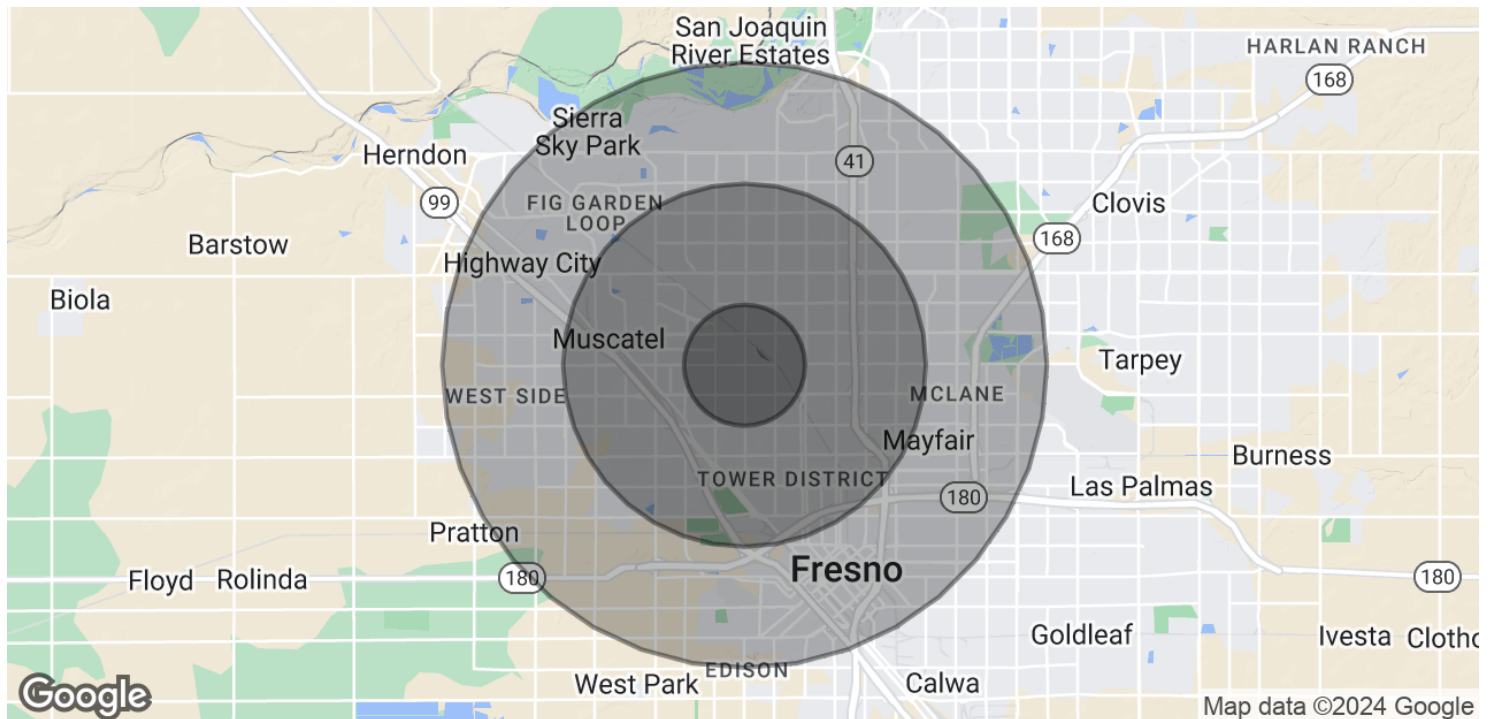 San Joaquin
River Estates
HARLAN RANCH
168
Sierra
Sky Park
Herndon
41
99
FIG GARDEN
LOOP
Clovis
Barstow
168
Highway City
Biola
Muscatel
Tarpey
WEST SIDE
MCLANE
Mayfair
Burness
TOWER DISTRICT
180
Las Palmas
Pratton
Fresno
Floyd
Rolinda
180
180
Goldleaf
Ivesta
Clotho
EDISON
West Park
Calwa
Google
Map data ©2024 Google